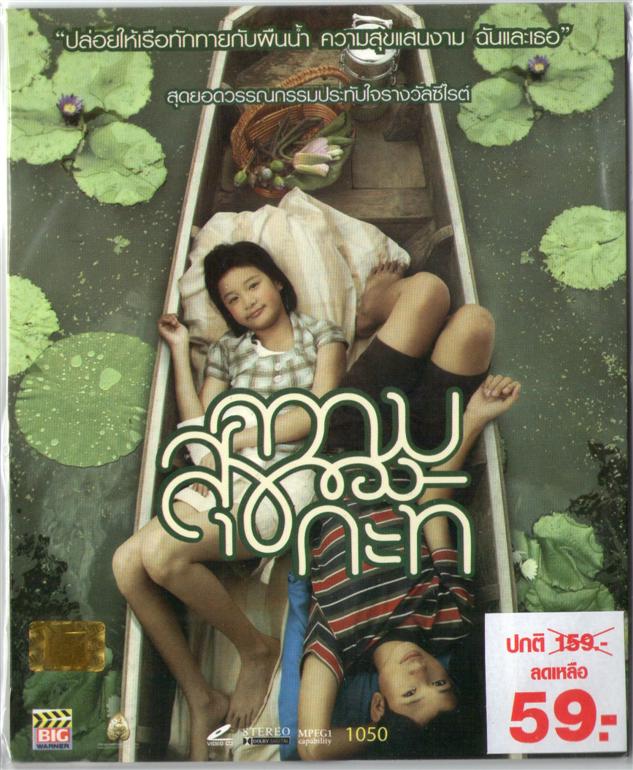 “ปล่อยให้เรือทักทายกับผืนน้ำ ความสุขแสนงาม ฉันและเธอ”
สุดยอดวรรณกรรมประทับใจรางวัลซีไรต์
ความ
สุขของ
กะทิ
ปกติ 159.-
ลดเหลือ
59.-
BIG
WARNER
VIDEO CD
STEREO
DOLBY DIGITAL
MPEG1
capability
1050